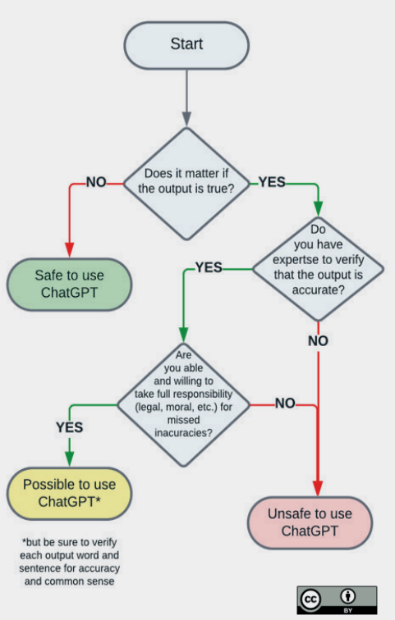 Start
Does it matter if
the output is true?
NO
YES
Safe to use
ChatGPT
Do
you have
expertse to verify
that the output is
accurate?
YES
NO
Are
you able
and willing to
take full responsibility
(legal, moral, etc.) for
missed
inacuracies?
YES
NO
Possible to use
ChatGPT*
Unsafe to use
ChatGPT
*but be sure to verify
each output word and
sentence for accuracy
and common sense
cc
BY